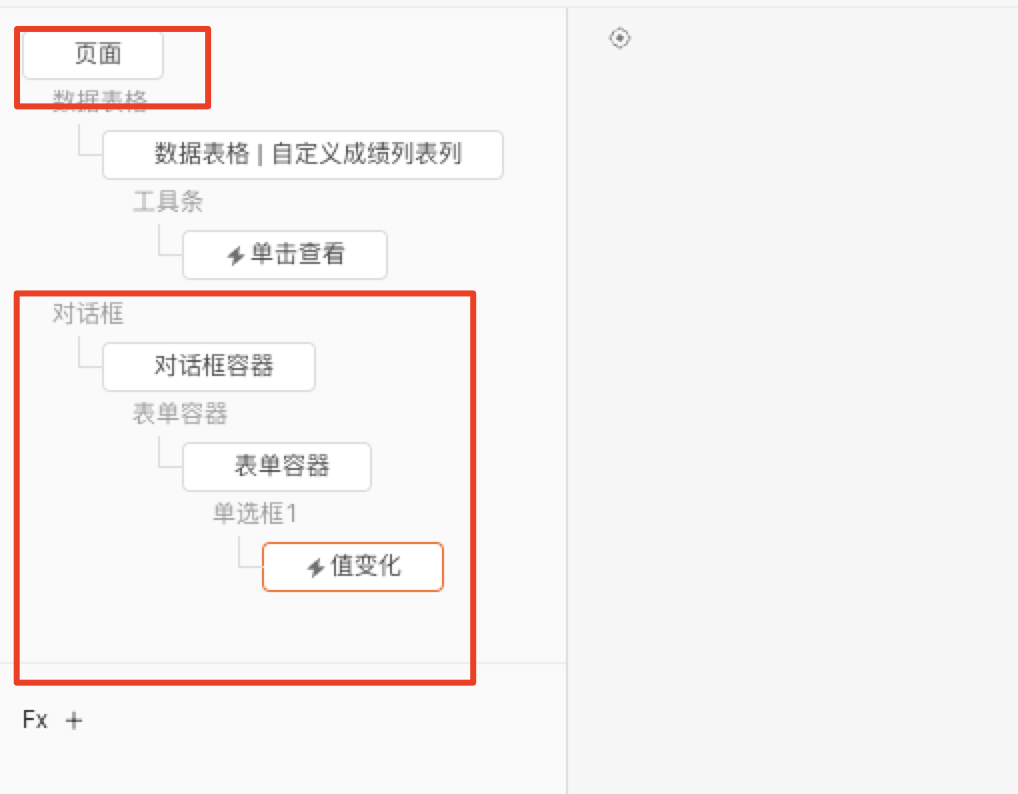 页面
数据表格
数据表格 | 自定义成绩列表列
工具条
单击查看
对话框
对话框容器
表单容器
表单容器
单选框1
值变化
Fx +